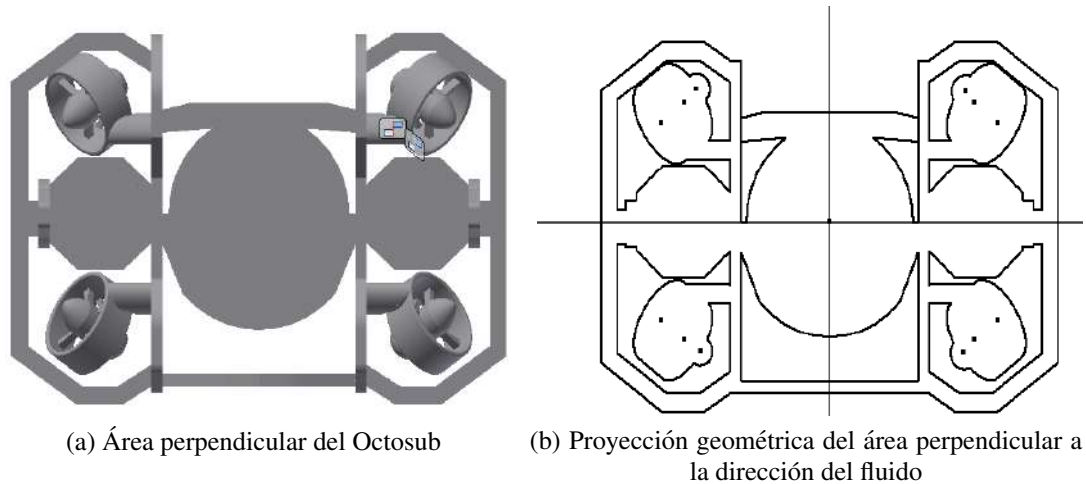 (a) Área perpendicular del Octosub
(b) Proyección geométrica del área perpendicular a
la dirección del fluido